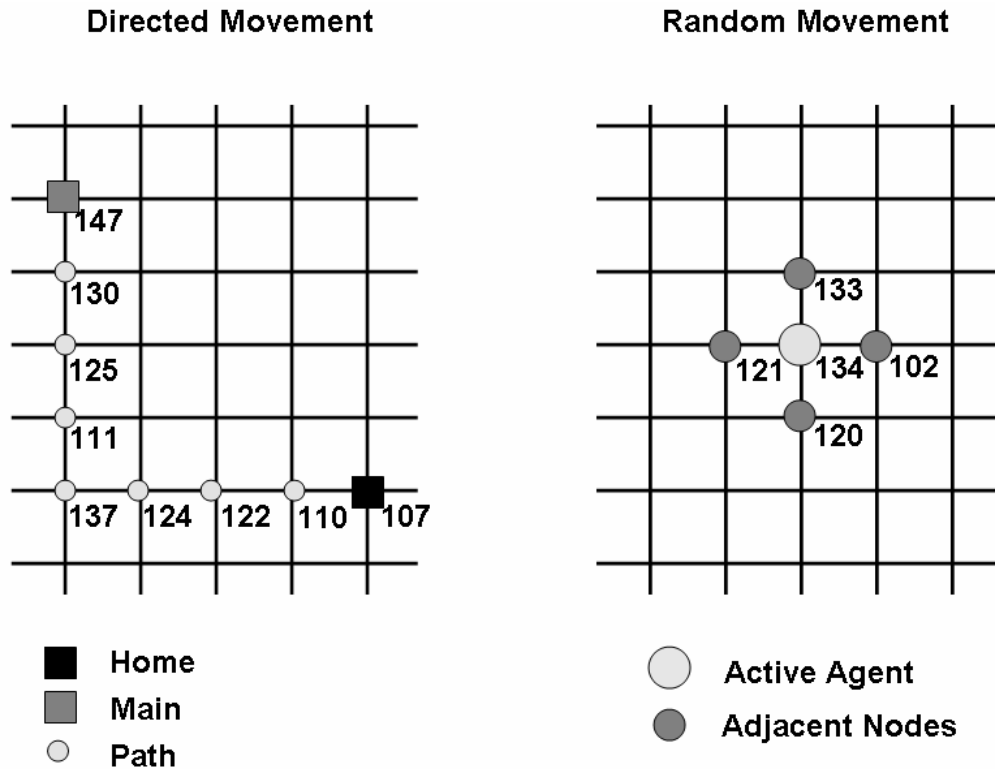 Directed Movement
Random Movement
147
130
125
111
137 124 122 110 107
133
121 134 102
120
Home
Main
Path
Active Agent
Adjacent Nodes